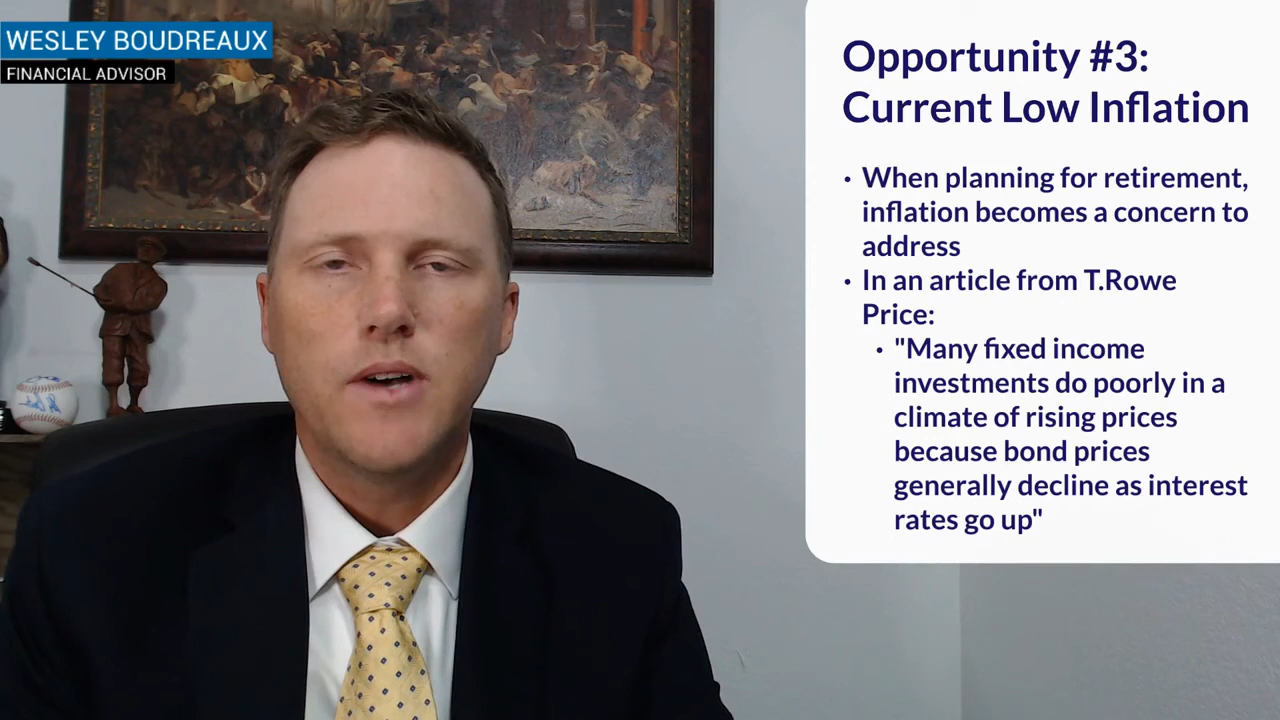 WESLEY BOUDREAUX
FINANCIAL ADVISOR
Opportunity #3:
Current Low Inflation
• When planning for retirement,
inflation becomes a concern to
address
• In an article from T.Rowe
Price:
• "Many fixed income
investments do poorly in a
climate of rising prices
because bond prices
generally decline as interest
rates go up"